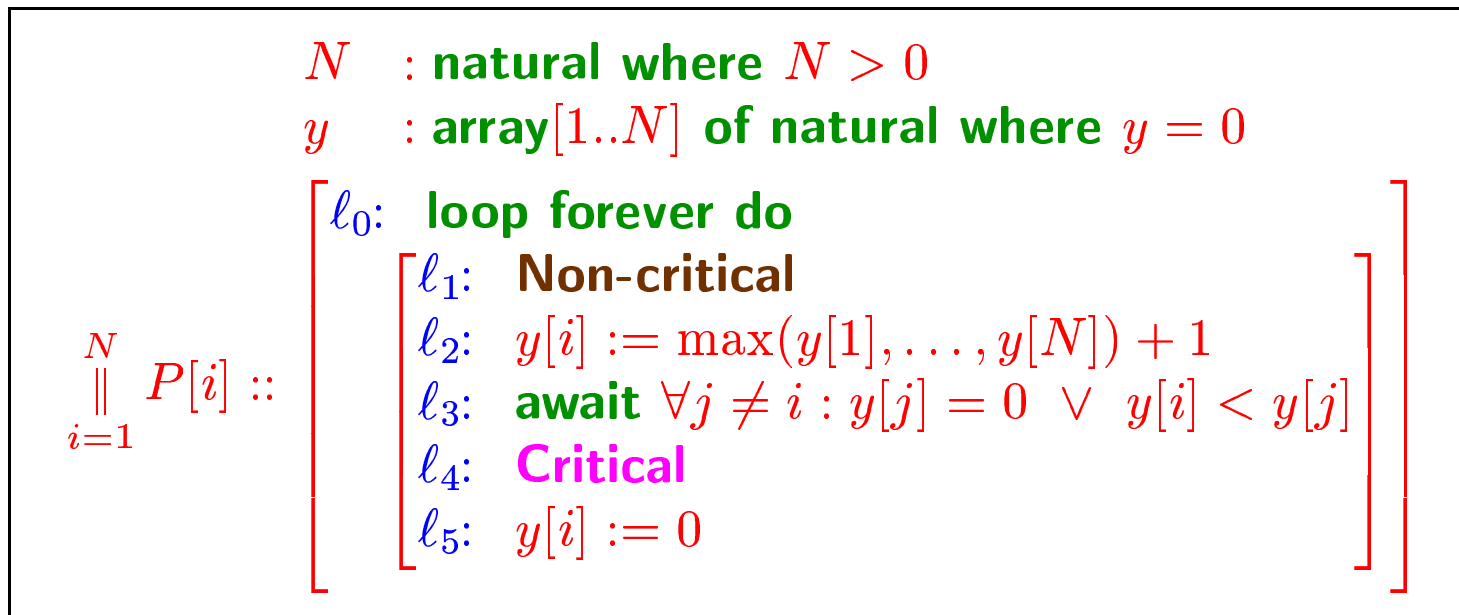 N : natural where N > 0
y : array[1..N] of natural where y = 0
ℓ₀: loop forever do
ℓ₁: Non-critical
ℓ₂: y[i] := max(y[1], . . . , y[N]) + 1
N
∥ P[i] ::
i=1
ℓ₃: await ∀j ≠ i : y[j] = 0 ∨ y[i] < y[j]
ℓ₄: Critical
ℓ₅: y[i] := 0